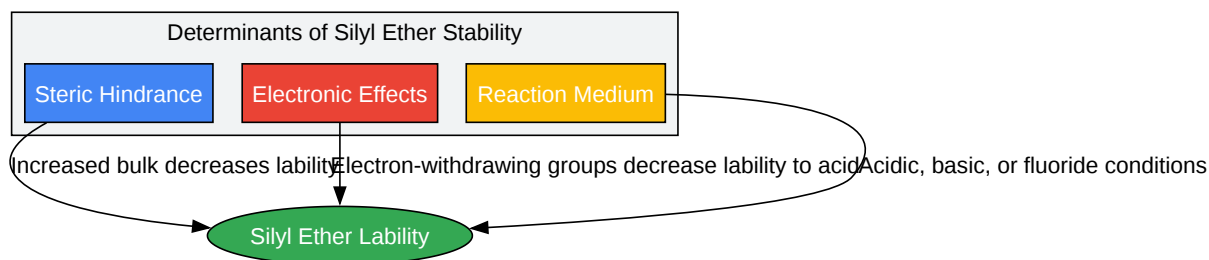 Determinants of Silyl Ether Stability
Steric Hindrance
Electronic Effects
Reaction Medium
Increased bulk decreases lability
Electron-withdrawing groups decrease lability to acid
Acidic, basic, or fluoride conditions
Silyl Ether Lability